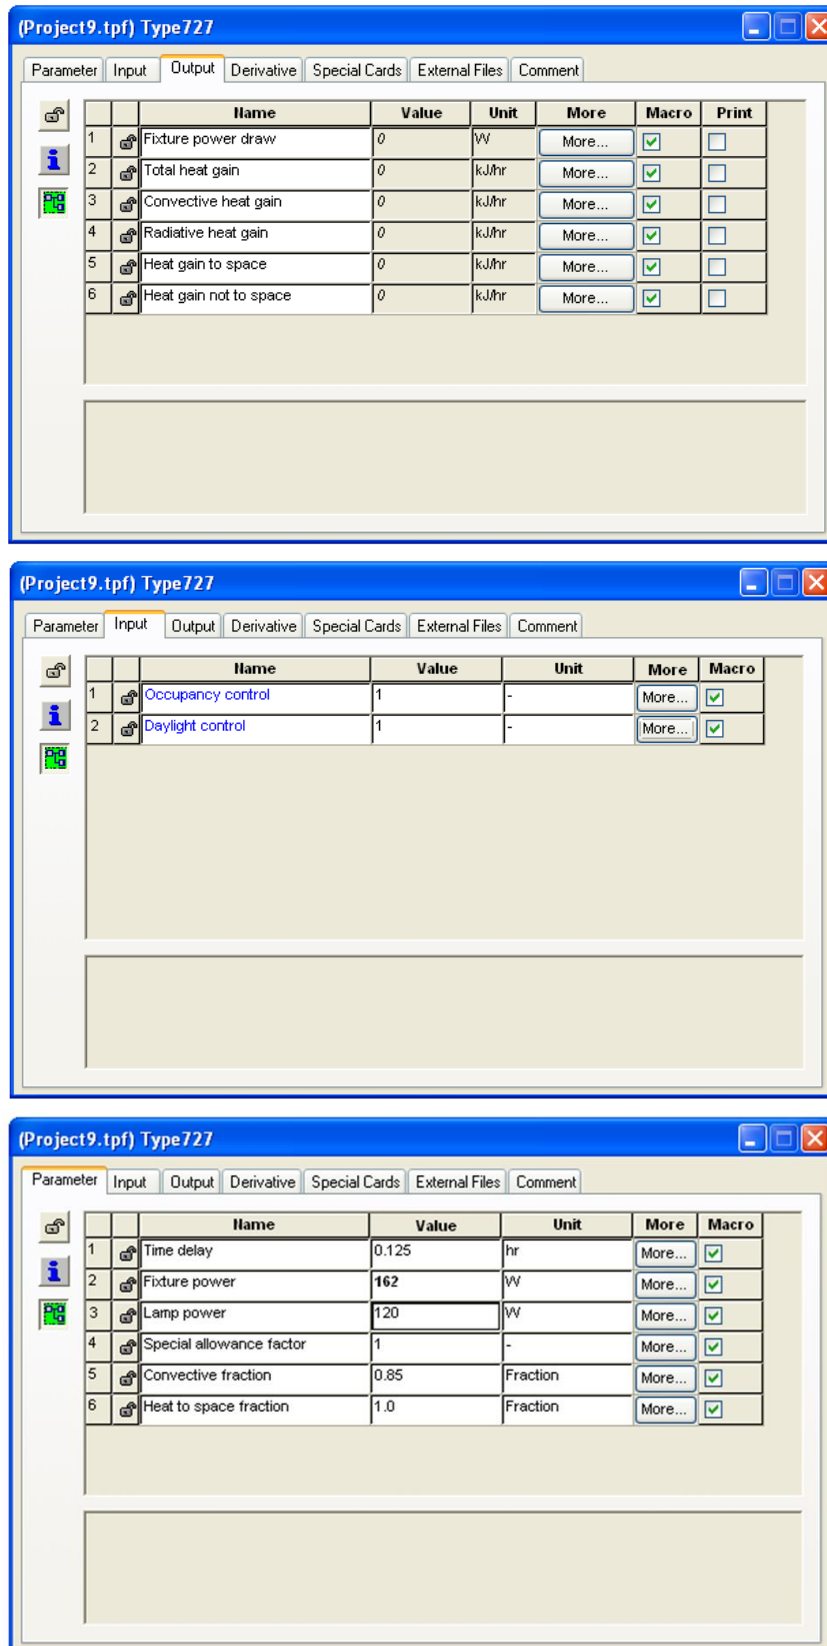 (Project9.tpf) Type727
Parameter Input Output Derivative Special Cards External Files Comment
Name Value Unit More Macro Print
1 Fixture power draw 0 W More...
2 Total heat gain 0 kJ/hr More...
3 Convective heat gain 0 kJ/hr More...
4 Radiative heat gain 0 kJ/hr More...
5 Heat gain to space 0 kJ/hr More...
6 Heat gain not to space 0 kJ/hr More...
(Project9.tpf) Type727
Parameter Input Output Derivative Special Cards External Files Comment
Name Value Unit More Macro
1 Occupancy control 1 - More...
2 Daylight control 1 - More...
(Project9.tpf) Type727
Parameter Input Output Derivative Special Cards External Files Comment
Name Value Unit More Macro
1 Time delay 0.125 hr More...
2 Fixture power 162 W More...
3 Lamp power 120 W More...
4 Special allowance factor 1 - More...
5 Convective fraction 0.85 Fraction More...
6 Heat to space fraction 1.0 Fraction More...